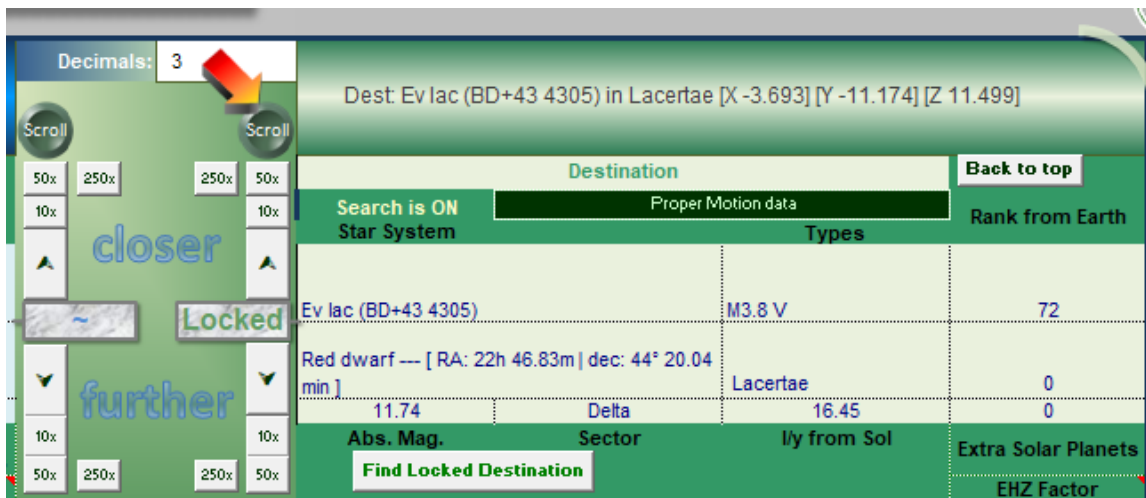 Decimals: 3
Dest: Ev lac (BD+43 4305) in Lacertae [X -3.693] [Y -11.174] [Z 11.499]
Scroll Scroll
50x 250x 250x 50x
Destination
Back to top
10x 10x
Search is ON
Proper Motion data
Rank from Earth
Star System
Types
closer
Ev lac (BD+43 4305)
M3.8 V
72
~ Locked
Red dwarf --- [ RA: 22h 46.83m | dec: 44° 20.04
min ]
Lacertae
0
further
11.74
Delta
16.45
0
10x 10x
Abs. Mag.
Sector
l/y from Sol
Extra Solar Planets
50x 250x 250x 50x
Find Locked Destination
EHZ Factor